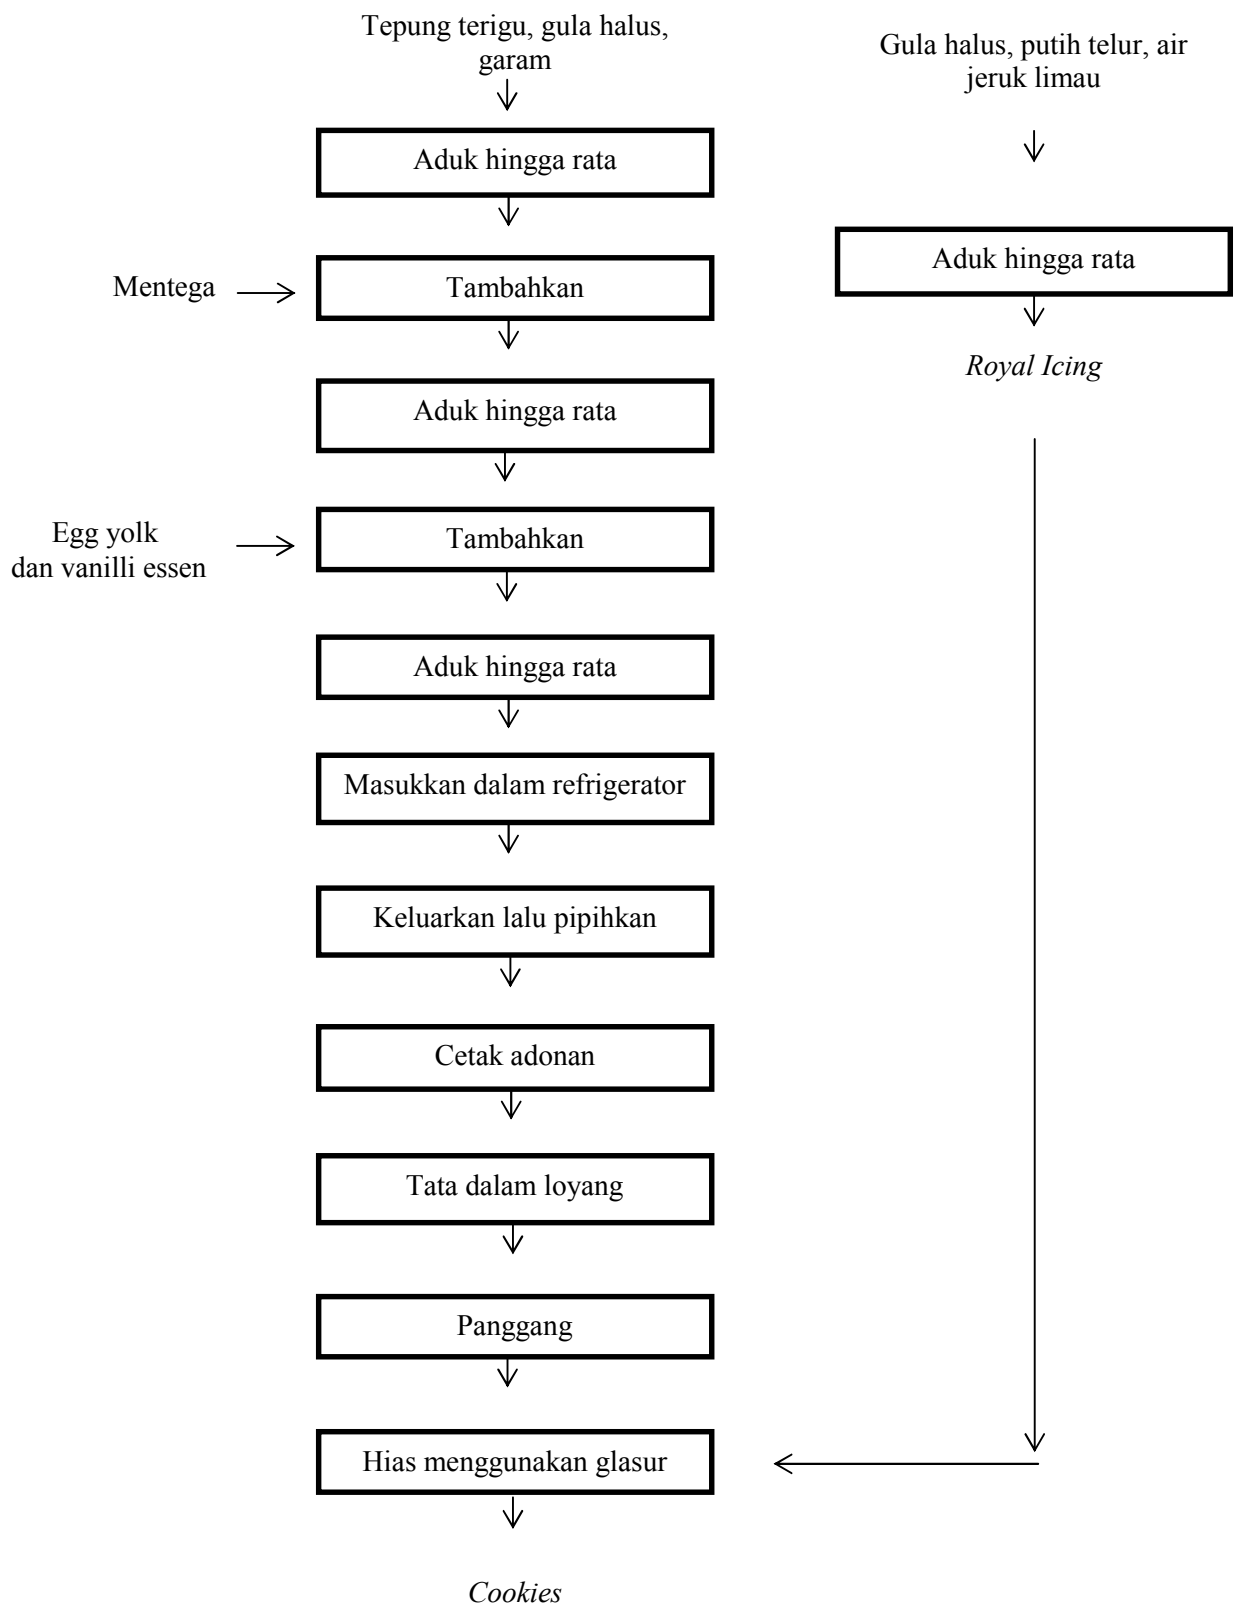 Tepung terigu, gula halus,
garam
Gula halus, putih telur, air
jeruk limau
Aduk hingga rata
Aduk hingga rata
Mentega
Tambahkan
Royal Icing
Aduk hingga rata
Egg yolk
dan vanilli essen
Tambahkan
Aduk hingga rata
Masukkan dalam refrigerator
Keluarkan lalu pipihkan
Cetak adonan
Tata dalam loyang
Panggang
Hias menggunakan glasur
Cookies